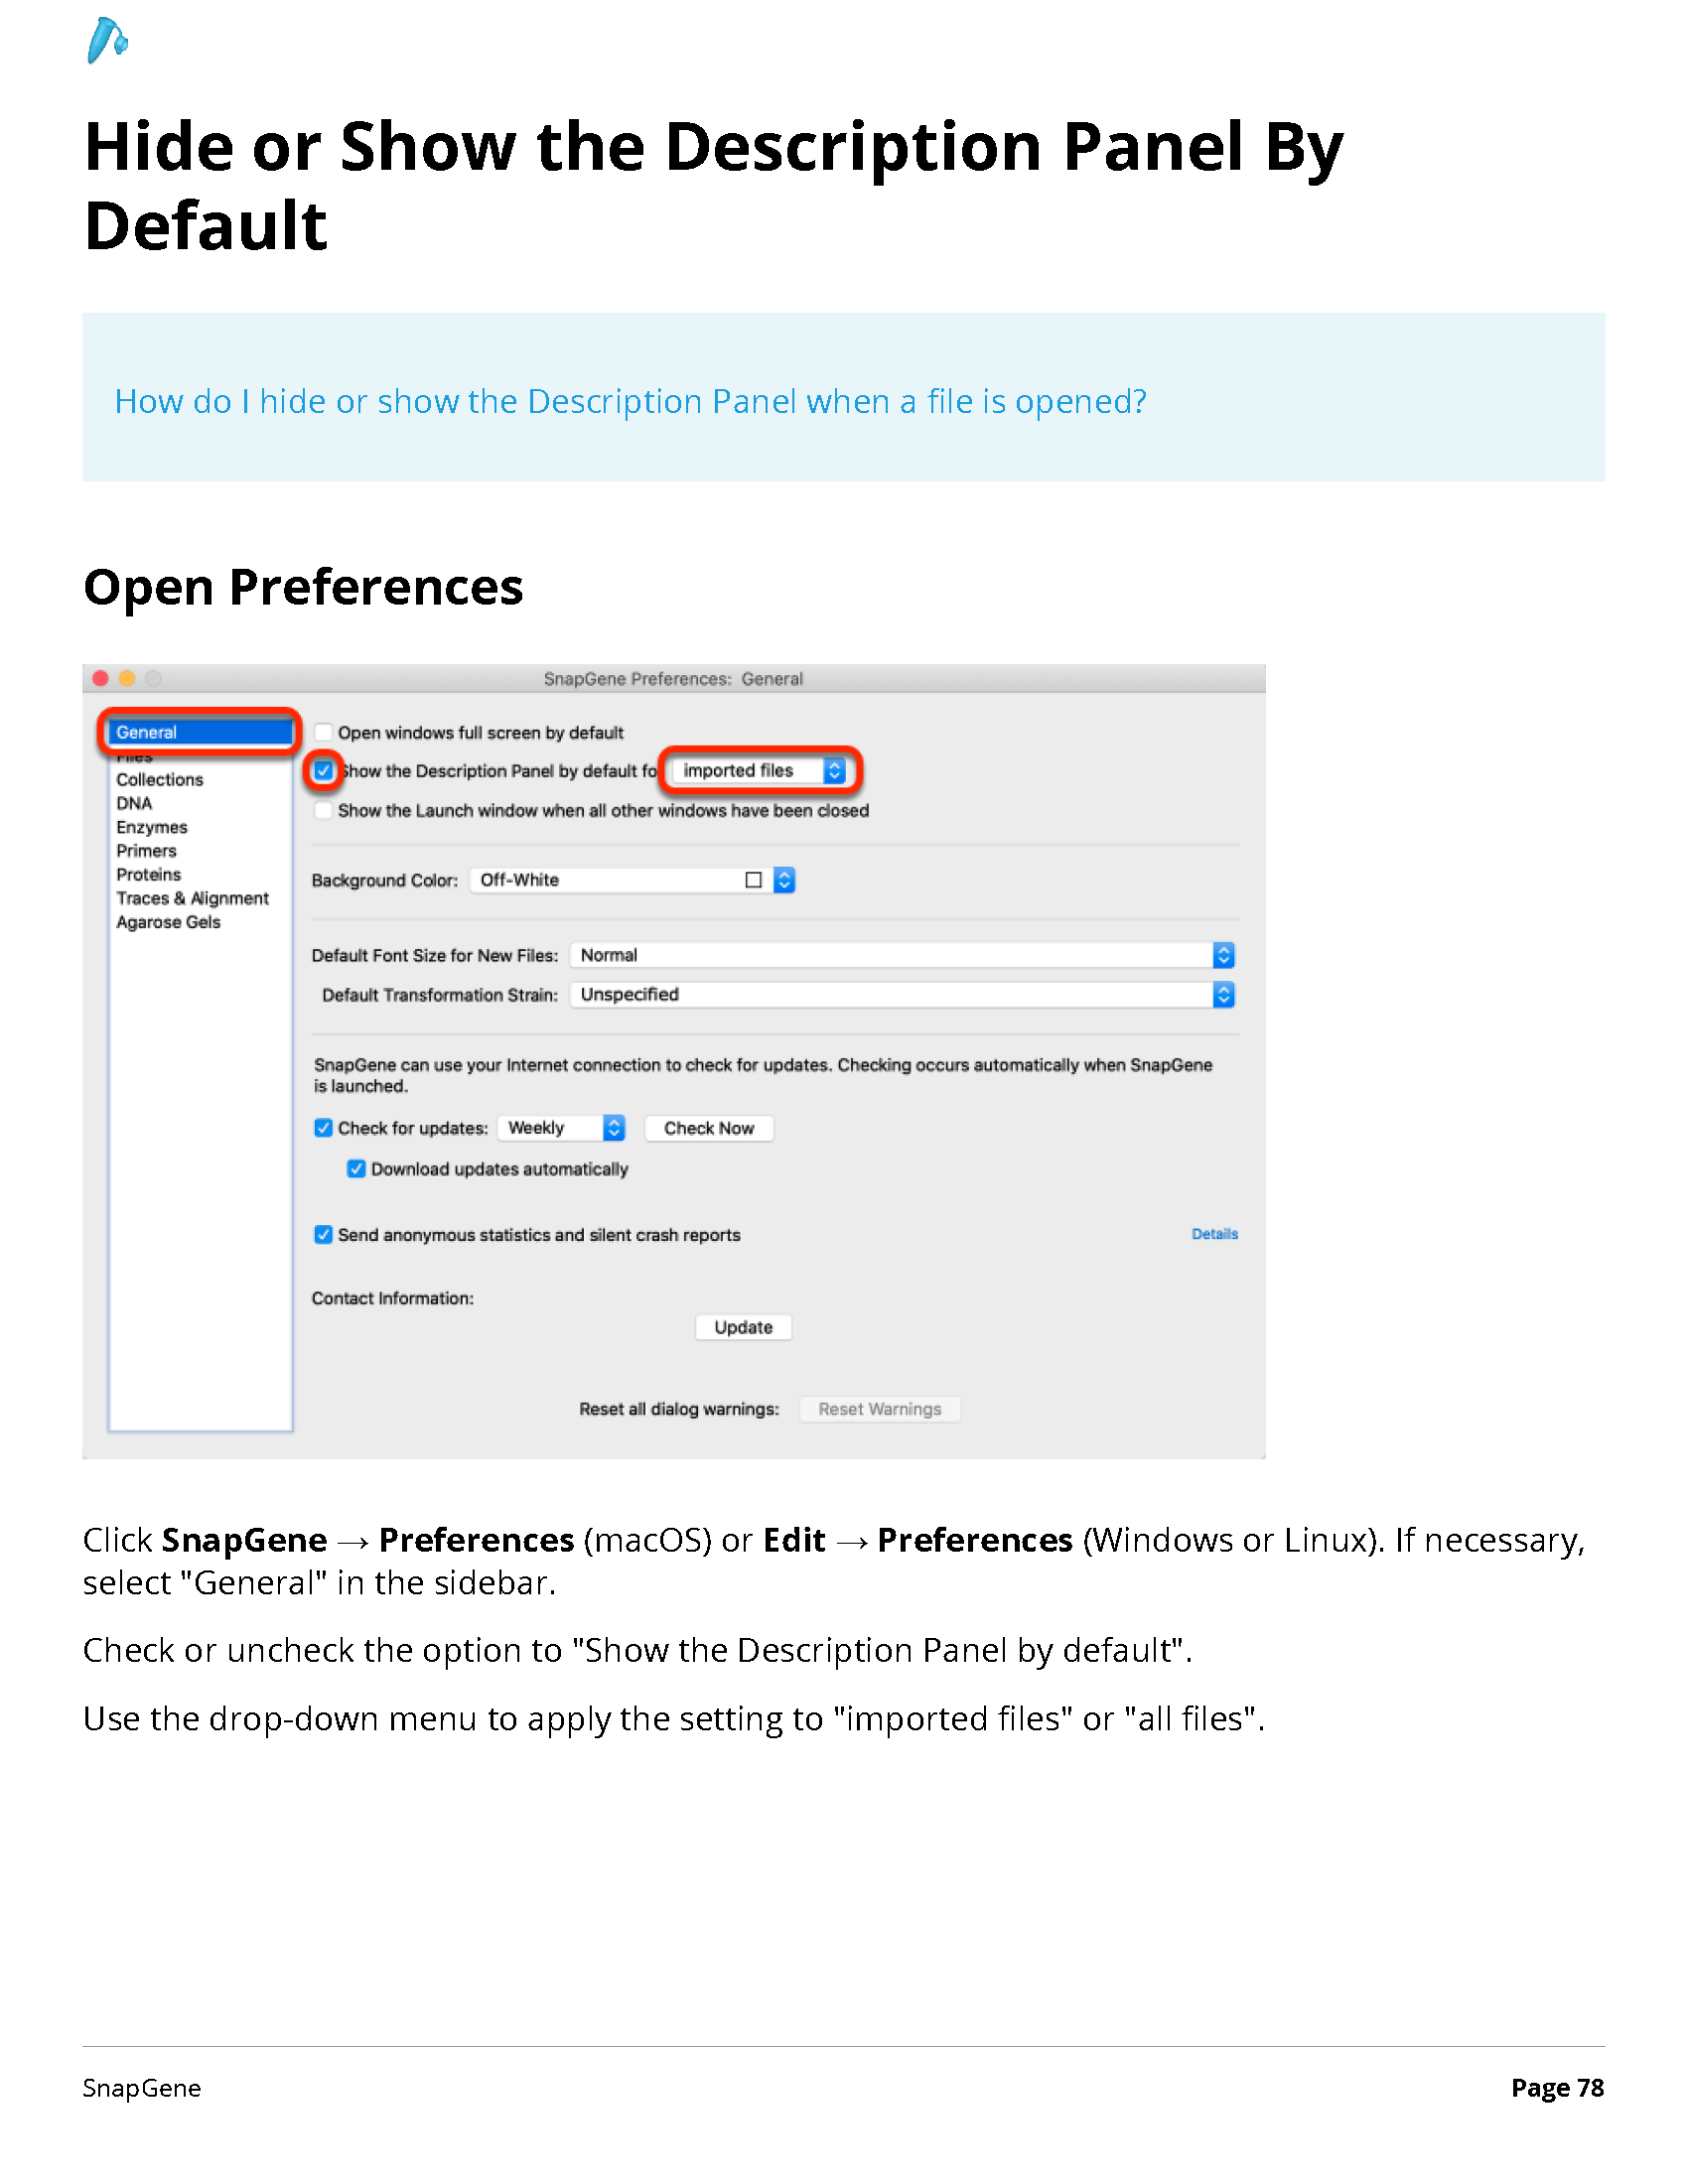 Hide or Show the Description Panel By
Default
How do I hide or show the Description Panel when a file is opened?
Open Preferences
SnapGene Preferences: General
General
Files
Collections
DNA
Enzymes
Primers
Proteins
Traces & Alignment
Agarose Gels
Open windows full screen by default
Show the Description Panel by default fo imported files
Show the Launch window when all other windows have been closed
Background Color: Off-White
Default Font Size for New Files: Normal
Default Transformation Strain: Unspecified
SnapGene can use your Internet connection to check for updates. Checking occurs automatically when SnapGene
is launched.
Check for updates: Weekly Check Now
Download updates automatically
Send anonymous statistics and silent crash reports Details
Contact Information:
Update
Reset all dialog warnings: Reset Warnings
Click SnapGene → Preferences (macOS) or Edit → Preferences (Windows or Linux). If necessary,
select "General" in the sidebar.
Check or uncheck the option to "Show the Description Panel by default".
Use the drop-down menu to apply the setting to "imported files" or "all files".
SnapGene Page 78